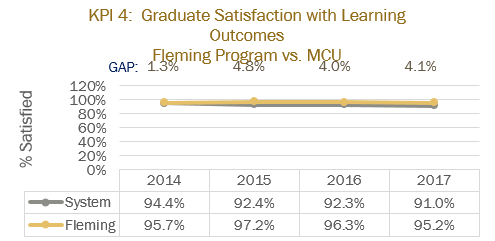 KPI 4:  Graduate Satisfaction with Learning
Outcomes
Fleming Program vs. MCU
GAP: 1.3% 4.8% 4.0% 4.1%
% Satisfied
120%
100%
80%
60%
40%
20%
0%
2014 2015 2016 2017
System 94.4% 92.4% 92.3% 91.0%
Fleming 95.7% 97.2% 96.3% 95.2%